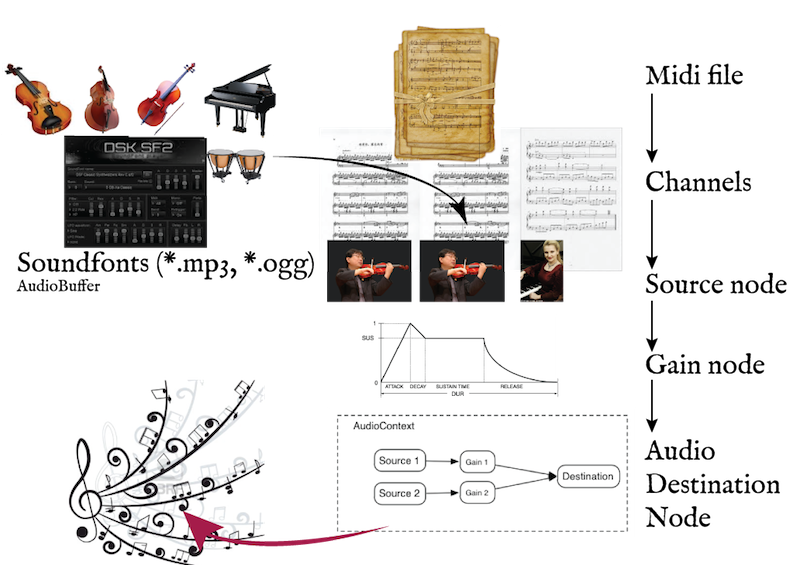 Midi file
DSK SF2
Channels
Soundfonts (*.mp3, *.ogg)
AudioBuffer
Source node
1
SUS
0
ATTACK DECAY SUSTAIN TIME RELEASE
DUR
Gain node
AudioContext
Source 1 Gain 1
Destination
Source 2 Gain 2
Audio
Destination
Node